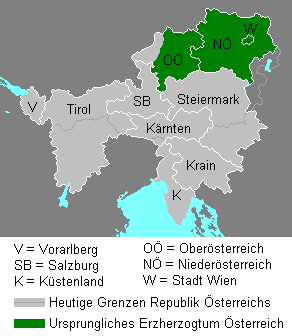 W
OÖ
NÖ
V
Tirol
SB
Steiermark
Kärnten
Krain
K
V = Vorarlberg OÖ = Oberösterreich
SB = Salzburg NÖ = Niederösterreich
K = Küstenland W = Stadt Wien
Heutige Grenzen Republik Österreichs
Ursprungliches Erzherzogtum Österreich